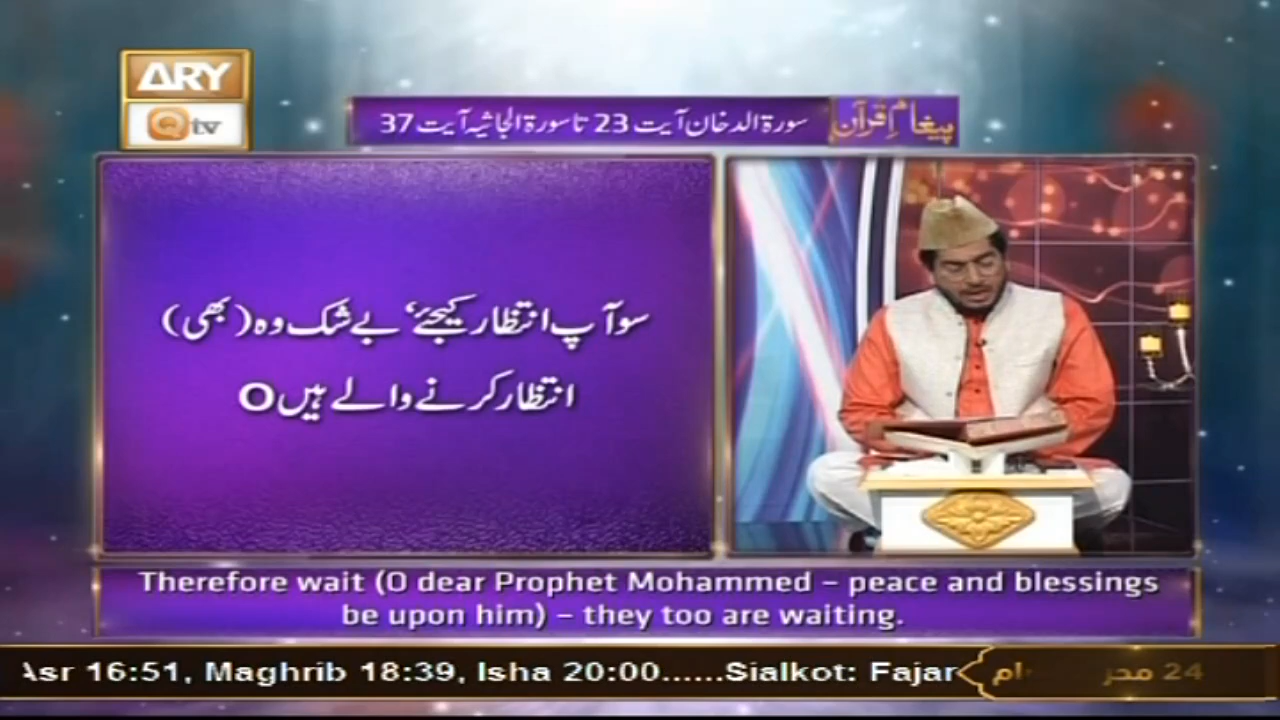 ARY
Qtv
پیغامِ قرآن
سورۃ الدخان آیت 23 تا سورۃ الجاثیہ آیت 37
سو آپ انتظار کیجئے‘ بے شک وہ (بھی)
انتظار کرنے والے ہیںO
Therefore wait (O dear Prophet Mohammed – peace and blessings
be upon him) – they too are waiting.
Asr 16:51, Maghrib 18:39, Isha 20:00......Sialkot: Fajar
24